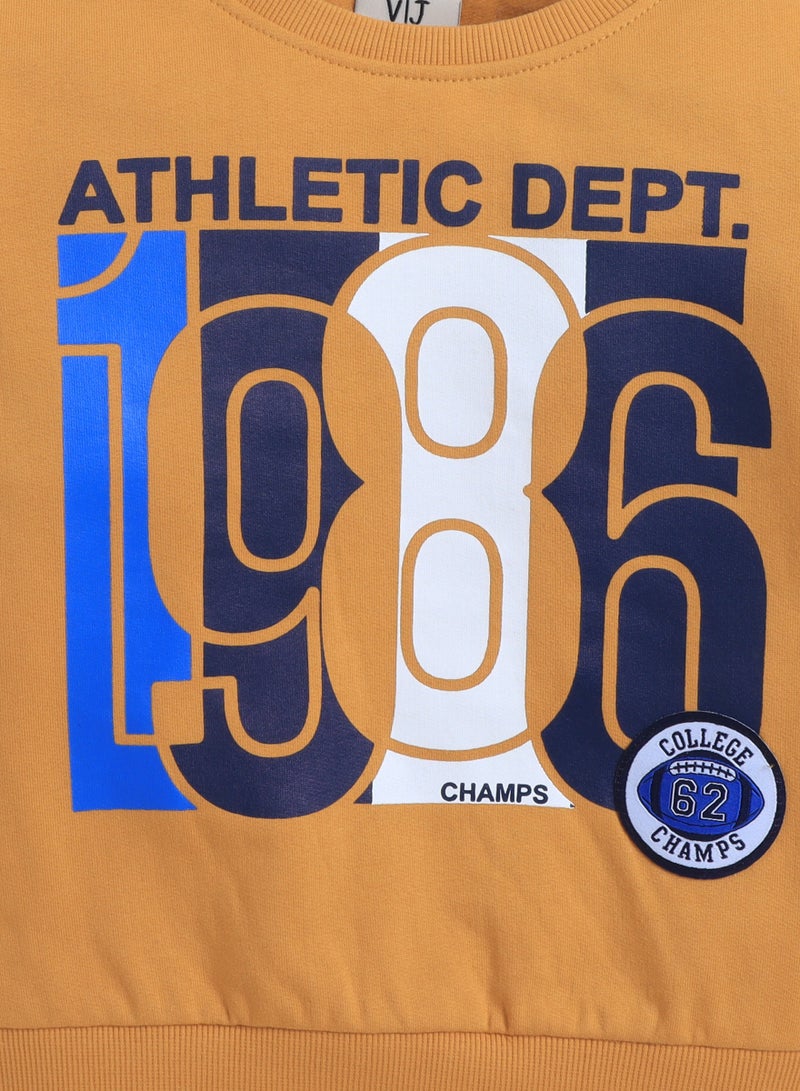 VIJ
ATHLETIC DEPT.
1986
CHAMPS
COLLEGE
62
CHAMPS